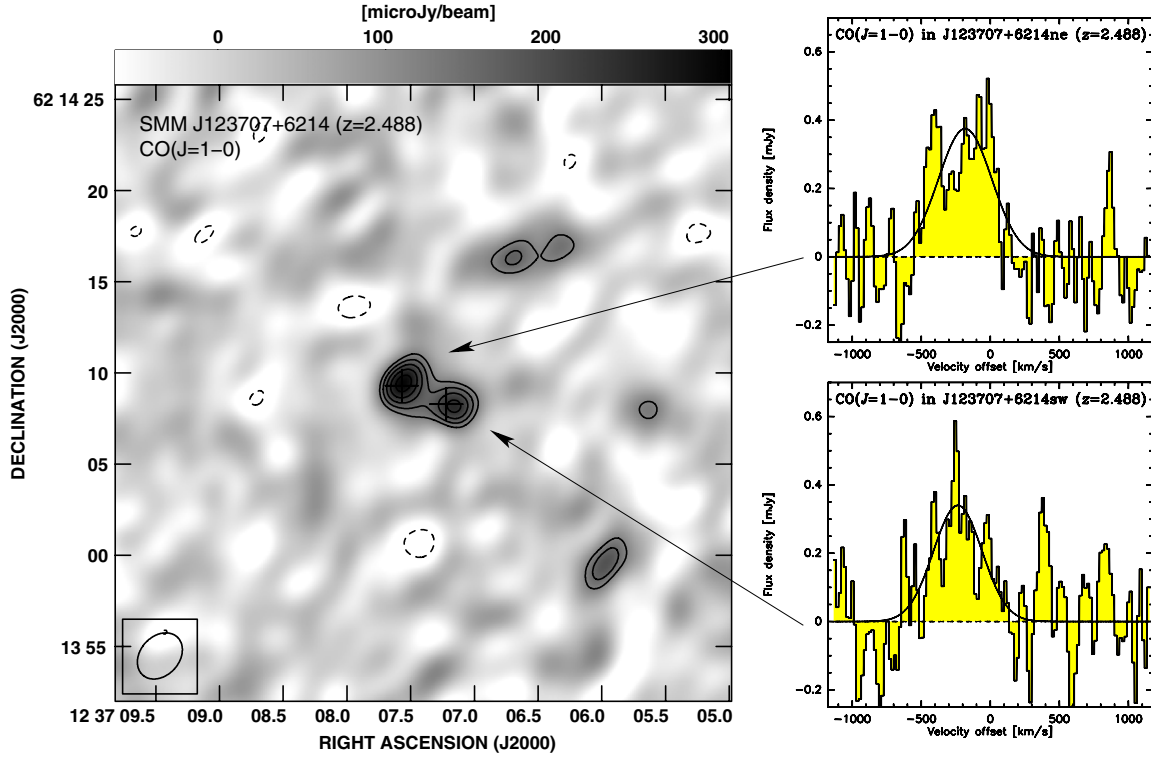 [microJy/beam]
0 100 200 300
SMM J123707+6214 (z=2.488)
CO(J=1−0)
62 14 25
20
15
10
05
00
13 55
DECLINATION (J2000)
12 37 09.5 09.0 08.5 08.0 07.5 07.0 06.5 06.0 05.5 05.0
RIGHT ASCENSION (J2000)
CO(J=1−0) in J123707+6214ne (z=2.488)
0.6
0.4
0.2
0
−0.2
Flux density [mJy]
−1000 −500 0 500 1000
Velocity offset [km/s]
CO(J=1−0) in J123707+6214sw (z=2.488)
0.6
0.4
0.2
0
−0.2
Flux density [mJy]
−1000 −500 0 500 1000
Velocity offset [km/s]